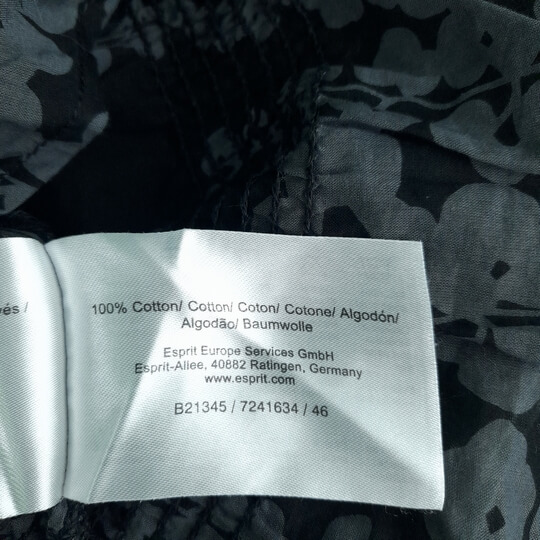 vés /
100% Cotton/ Cotton/ Coton/ Cotone/ Algodón/
Algodão/ Baumwolle
Esprit Europe Services GmbH
Esprit-Allee, 40882 Ratingen, Germany
www.esprit.com
B21345 / 7241634 / 46